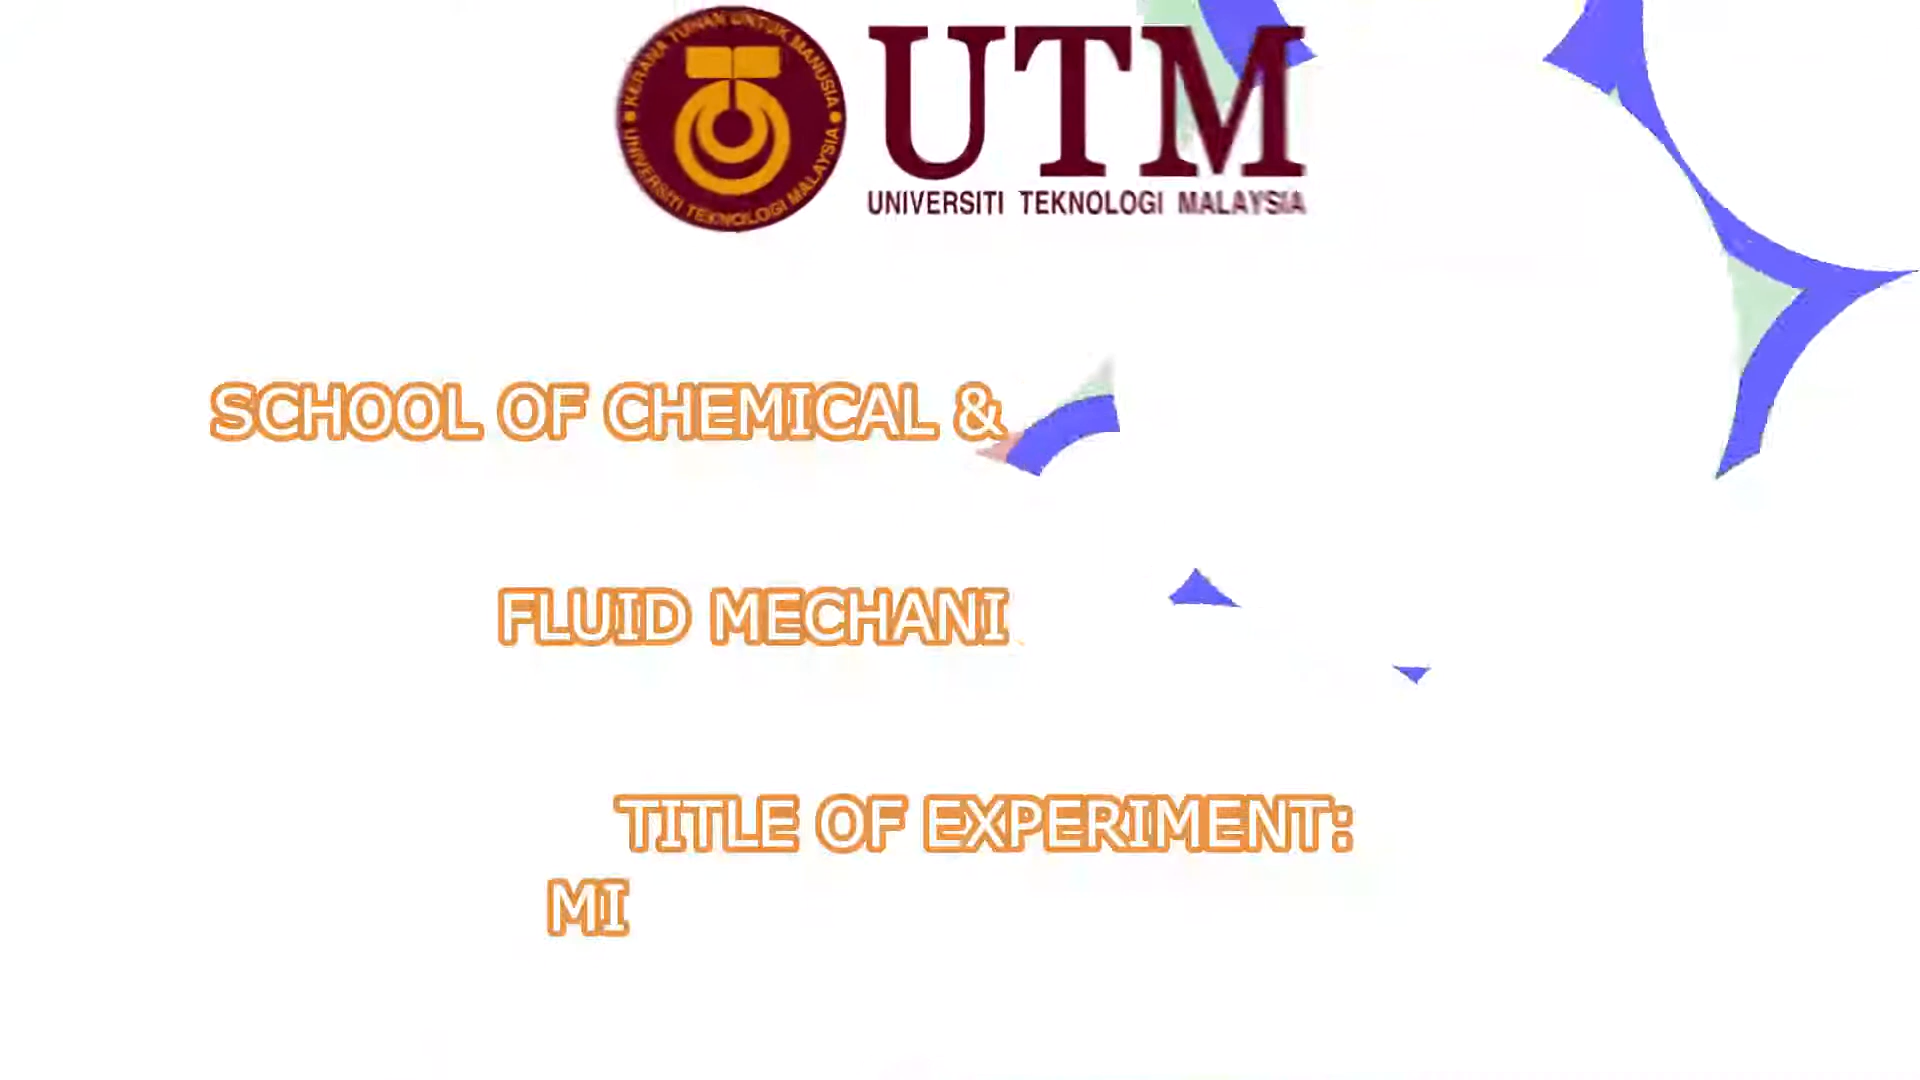 KERANA TUHAN UNTUK MANUSIA
UNIVERSITI TEKNOLOGI MALAYSIA
UTM
UNIVERSITI TEKNOLOGI MALAYSIA
SCHOOL OF CHEMICAL &
FLUID MECHANI
TITLE OF EXPERIMENT:
MI